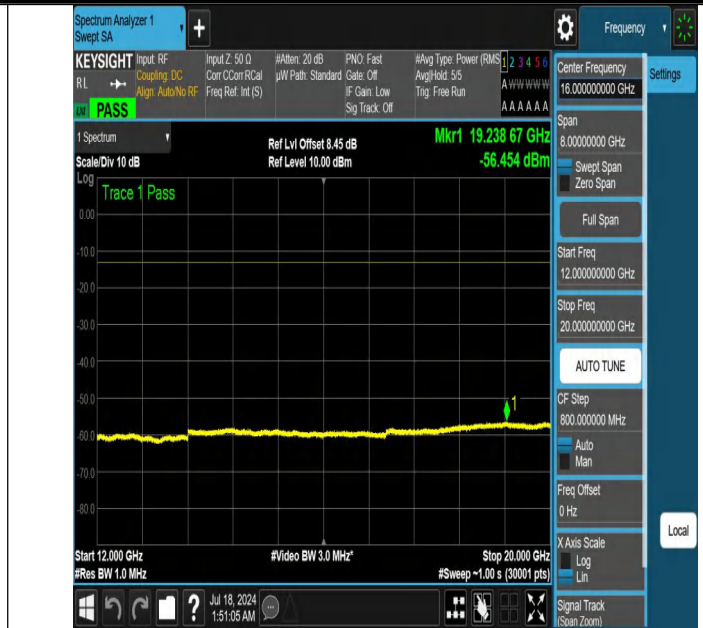 Spectrum Analyzer 1
Swept SA
Frequency
KEYSIGHT
RL
PASS
Input: RF
Coupling: DC
Align: Auto/No RF
Input Z: 50 Ω
Corr CCorr RCal
Freq Ref: Int (S)
#Atten: 20 dB
µW Path: Standard
PNO: Fast
Gate: Off
IF Gain: Low
Sig Track: Off
#Avg Type: Power (RMS
Avg|Hold: 5/5
Trig: Free Run
1 2 3 4 5 6
A W W W W W
A A A A A A
Center Frequency
16.000000000 GHz
Settings
Span
8.00000000 GHz
Swept Span
Zero Span
Full Span
Start Freq
12.000000000 GHz
Stop Freq
20.000000000 GHz
AUTO TUNE
CF Step
800.000000 MHz
Auto
Man
Freq Offset
0 Hz
X Axis Scale
Log
Lin
Signal Track
(Span Zoom)
Local
1 Spectrum
Scale/Div 10 dB
Ref Lvl Offset 8.45 dB
Ref Level 10.00 dBm
Mkr1 19.238 67 GHz
-56.454 dBm
Log
Trace 1 Pass
0.00
-10.0
-20.0
-30.0
-40.0
-50.0
-60.0
-70.0
-80.0
1
Start 12.000 GHz
#Res BW 1.0 MHz
#Video BW 3.0 MHz*
Stop 20.000 GHz
#Sweep ~1.00 s (30001 pts)
Jul 18, 2024
1:51:05 AM